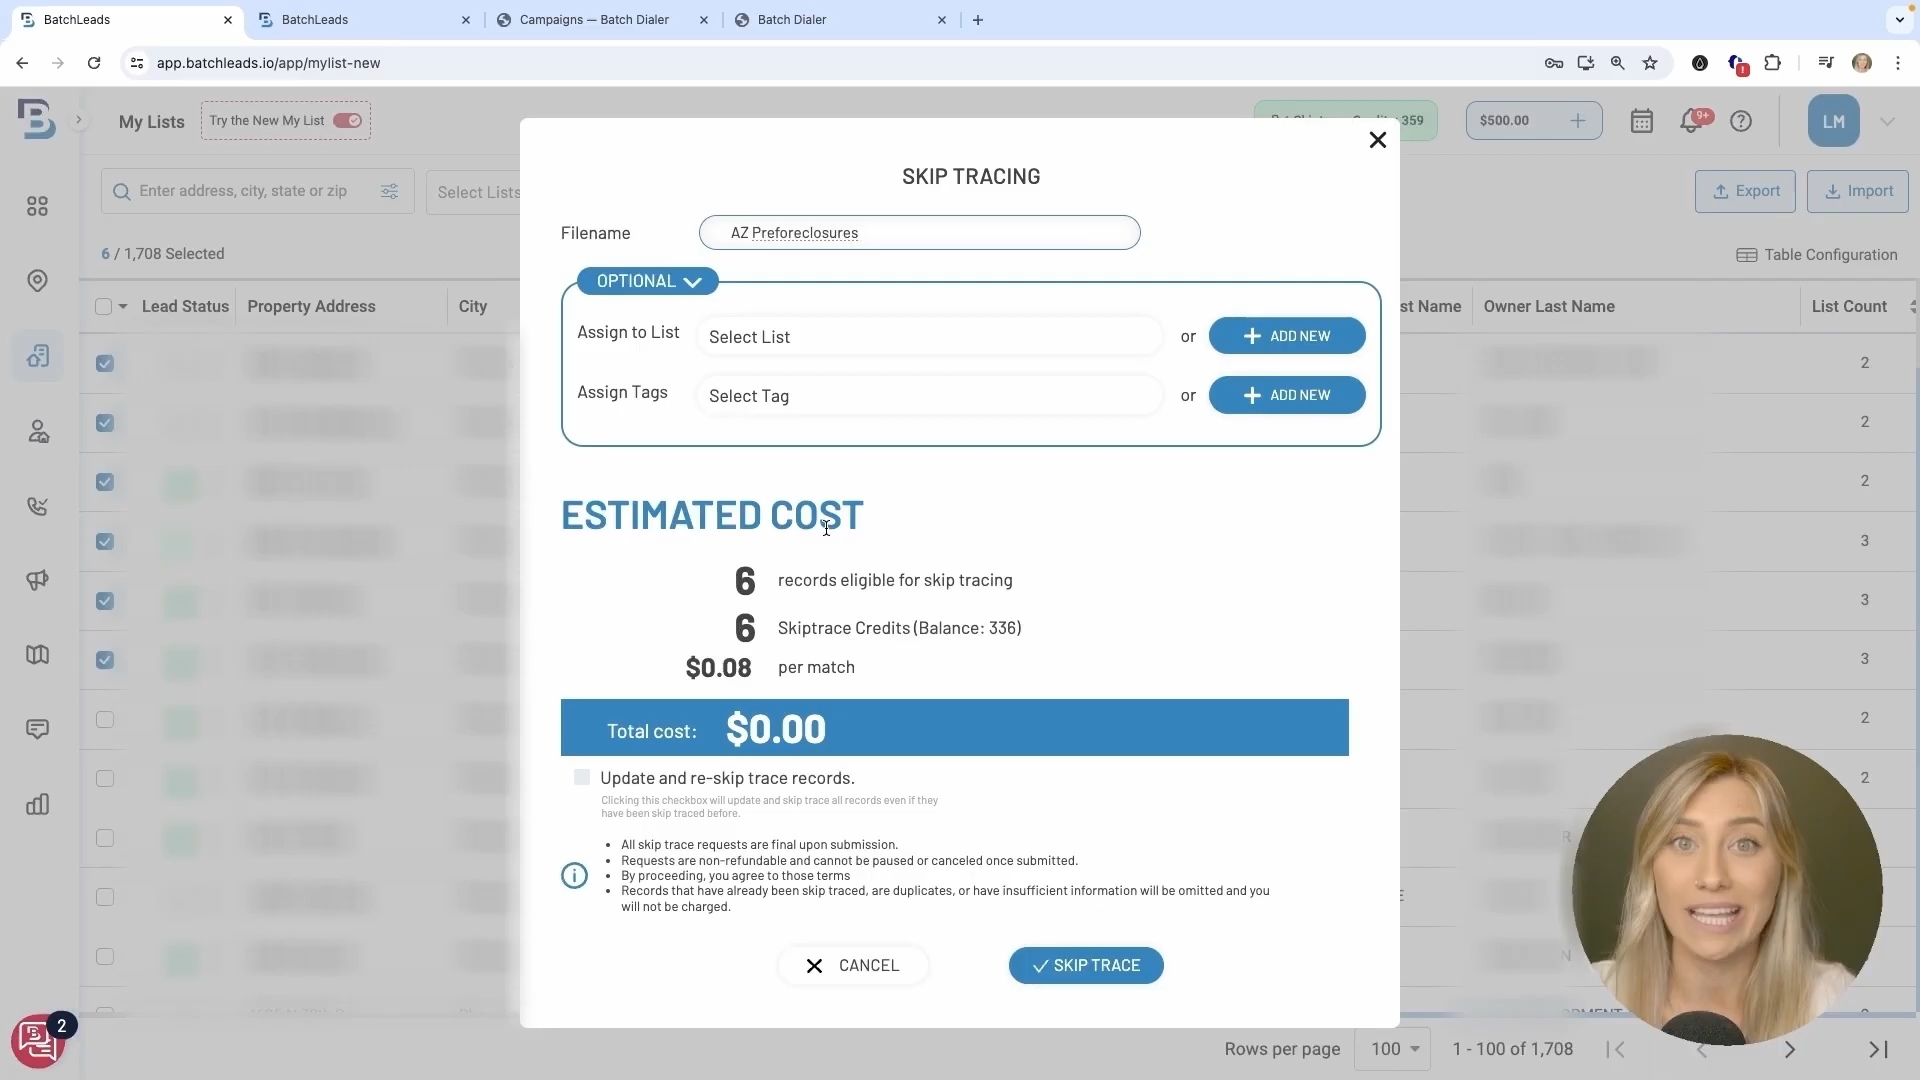 BatchLeads
BatchLeads
Campaigns — Batch Dialer
Batch Dialer
app.batchleads.io/app/mylist-new
My Lists
Try the New My List
359
$500.00
9+
LM
Enter address, city, state or zip
Select Lists
Export
Import
6 / 1,708 Selected
Table Configuration
Lead Status
Property Address
City
st Name
Owner Last Name
List Count
2
2
2
3
3
3
2
2
SKIP TRACING
Filename
AZ Preforeclosures
OPTIONAL
Assign to List
Select List
or
ADD NEW
Assign Tags
Select Tag
or
ADD NEW
ESTIMATED COST
6 records eligible for skip tracing
6 Skiptrace Credits (Balance: 336)
$0.08 per match
Total cost: $0.00
Update and re-skip trace records.
Clicking this checkbox will update and skip trace all records even if they
have been skip traced before.
• All skip trace requests are final upon submission.
• Requests are non-refundable and cannot be paused or canceled once submitted.
• By proceeding, you agree to those terms
• Records that have already been skip traced, are duplicates, or have insufficient information will be omitted and you
will not be charged.
CANCEL
SKIP TRACE
2
Rows per page
100
1 - 100 of 1,708